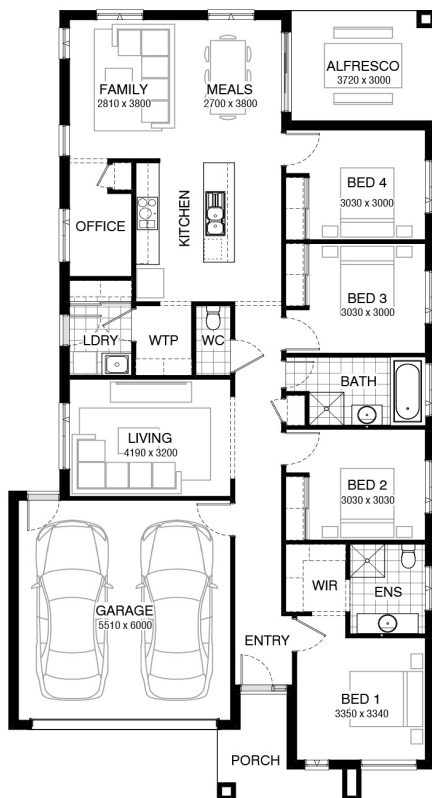 ALFRESCO
3720 x 3000
FAMILY
2810 x 3800
MEALS
2700 x 3800
BED 4
3030 x 3000
OFFICE
KITCHEN
BED 3
3030 x 3000
LDRY
WTP
WC
BATH
LIVING
4190 x 3200
BED 2
3030 x 3030
WIR
ENS
GARAGE
5510 x 6000
ENTRY
BED 1
3350 x 3340
PORCH